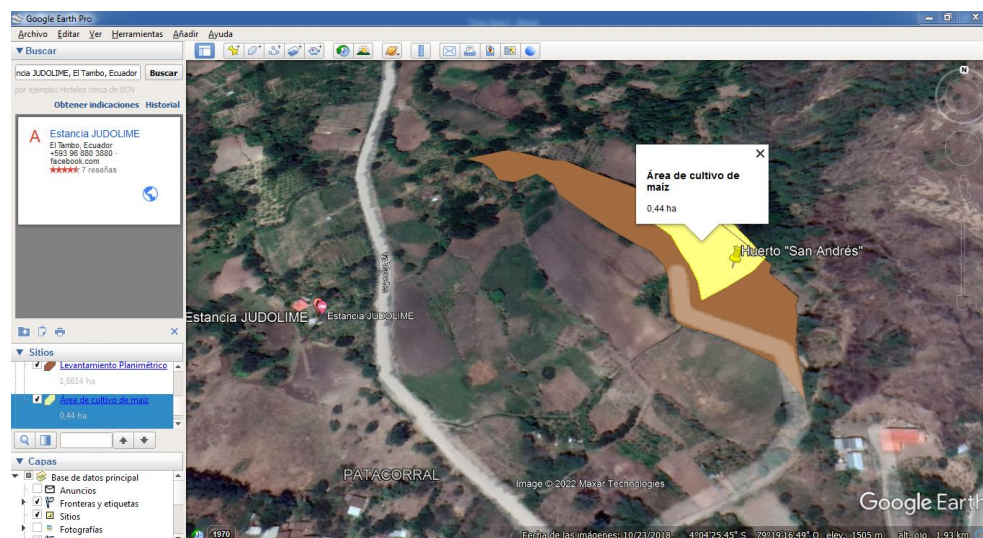 Google Earth Pro
Archivo Editar Ver Herramientas Añadir Ayuda
Buscar
ncia JUDOLIME, El Tambo, Ecuador Buscar
por ejemplo: Hoteles cerca de BCN
Obtener indicaciones Historial
A Estancia JUDOLIME
El Tambo, Ecuador
+593 96 880 3880 -
facebook.com
7 reseñas
Sitios
Levantamiento Planimétrico
1,6614 ha
Área de cultivo de maíz
0,44 ha
Capas
Base de datos principal
Anuncios
Fronteras y etiquetas
Sitios
Fotografías
N
Área de cultivo de
maíz
0,44 ha
Huerto "San Andrés"
Estancia JUDOLIME
Estancia JUDOLIME
PATACORRAL
Image © 2022 Maxar Technologies
Google Earth
1970
Fecha de las imágenes: 10/23/2018 4°04'25.45" S 79°19'16.49" O elev. 1505 m alt. ojo 1.93 km